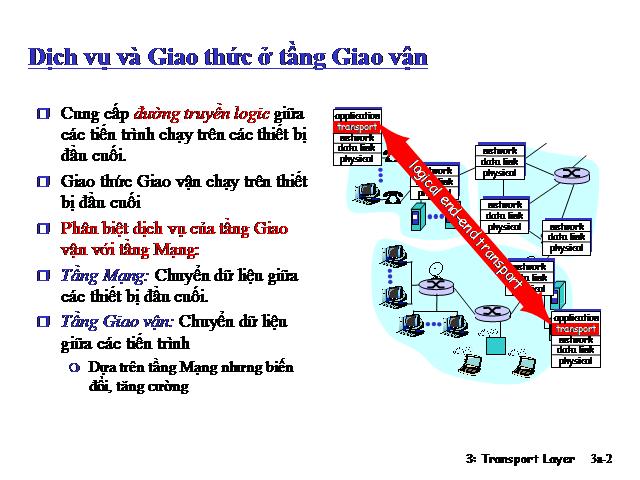 Dịch vụ và Giao thức ở tầng Giao vận
Cung cấp đường truyền logic giữa
các tiến trình chạy trên các thiết bị
đầu cuối.
Giao thức Giao vận chạy trên thiết
bị đầu cuối
Phân biệt dịch vụ của tầng Giao
vận với tầng Mạng:
Tầng Mạng: Chuyển dữ liệu giữa
các thiết bị đầu cuối.
Tầng Giao vận: Chuyển dữ liệu
giữa các tiến trình
Dựa trên tầng Mạng nhưng biến
đổi, tăng cường
application
transport
network
data link
physical
network
physical
network
data link
physical
network
data link
physical
network
data link
physical
network
data link
physical
logical end-end transport
application
transport
network
data link
physical
3: Transport Layer 3a-2